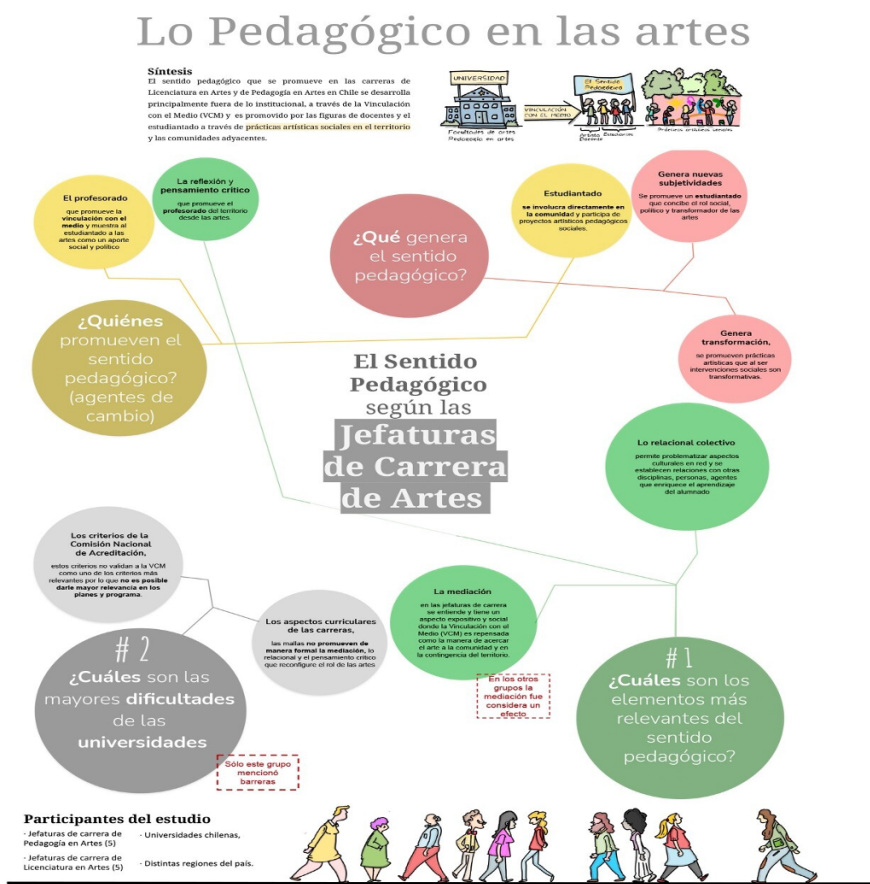 Lo Pedagógico en las artes
Síntesis
El sentido pedagógico que se promueve en las carreras de
Licenciatura en Artes y de Pedagogía en Artes en Chile se desarrolla
principalmente fuera de lo institucional, a través de la Vinculación
con el Medio (VCM) y es promovido por las figuras de docentes y el
estudiantado a través de prácticas artísticas sociales en el territorio
y las comunidades adyacentes.
UNIVERSIDAD
Facultades de artes
Pedagogía en artes
VINCULACIÓN
CON EL MEDIO
El Sentido
Pedagógico
Artista
Docente
Estudiantes
Prácticas artísticas sociales
El profesorado
que promueve la
vinculación con el
medio y muestra al
estudiantado a las
artes como un aporte
social y político
La reflexión y
pensamiento crítico
que promueve el
profesorado del territorio
desde las artes.
¿Qué genera
el sentido
pedagógico?
Estudiantado
se involucra directamente en
la comunidad y participa de
proyectos artísticos pedagógicos
sociales.
Genera nuevas
subjetividades
Se promueve un estudiantado
que concibe el rol social,
político y transformador de las
artes
¿Quiénes
promueven el
sentido
pedagógico?
(agentes de
cambio)
Genera
transformación,
se promueven prácticas
artísticas que al ser
intervenciones sociales son
transformativas.
El Sentido
Pedagógico
según las
Jefaturas
de Carrera
de Artes
Lo relacional colectivo
permite problematizar aspectos
culturales en red y se
establecen relaciones con otras
disciplinas, personas, agentes
que enriquece el aprendizaje
del alumnado
Los criterios de la
Comisión Nacional
de Acreditación,
estos criterios no validan a la VCM
como uno de los criterios más
relevantes por lo que no es posible
darle mayor relevancia en los
planes y programa.
Los aspectos curriculares
de las carreras,
las mallas no promueven de
manera formal la mediación, lo
relacional y el pensamiento crítico
que reconfigure el rol de las artes
La mediación
en las jefaturas de carrera
se entiende y tiene un
aspecto expositivo y social
donde la Vinculación con el
Medio (VCM) es repensada
como la manera de acercar
el arte a la comunidad y en
la contingencia del territorio.
# 2
¿Cuáles son las
mayores dificultades
de las
universidades
Sólo este grupo
mencionó
barreras
En los otros
grupos la
mediación fue
considera un
efecto
# 1
¿Cuáles son los
elementos más
relevantes del
sentido
pedagógico?
Participantes del estudio
· Jefaturas de carrera de
Pedagogía en Artes (5)
· Jefaturas de carrera de
Licenciatura en Artes (5)
· Universidades chilenas,
· Distintas regiones del país.